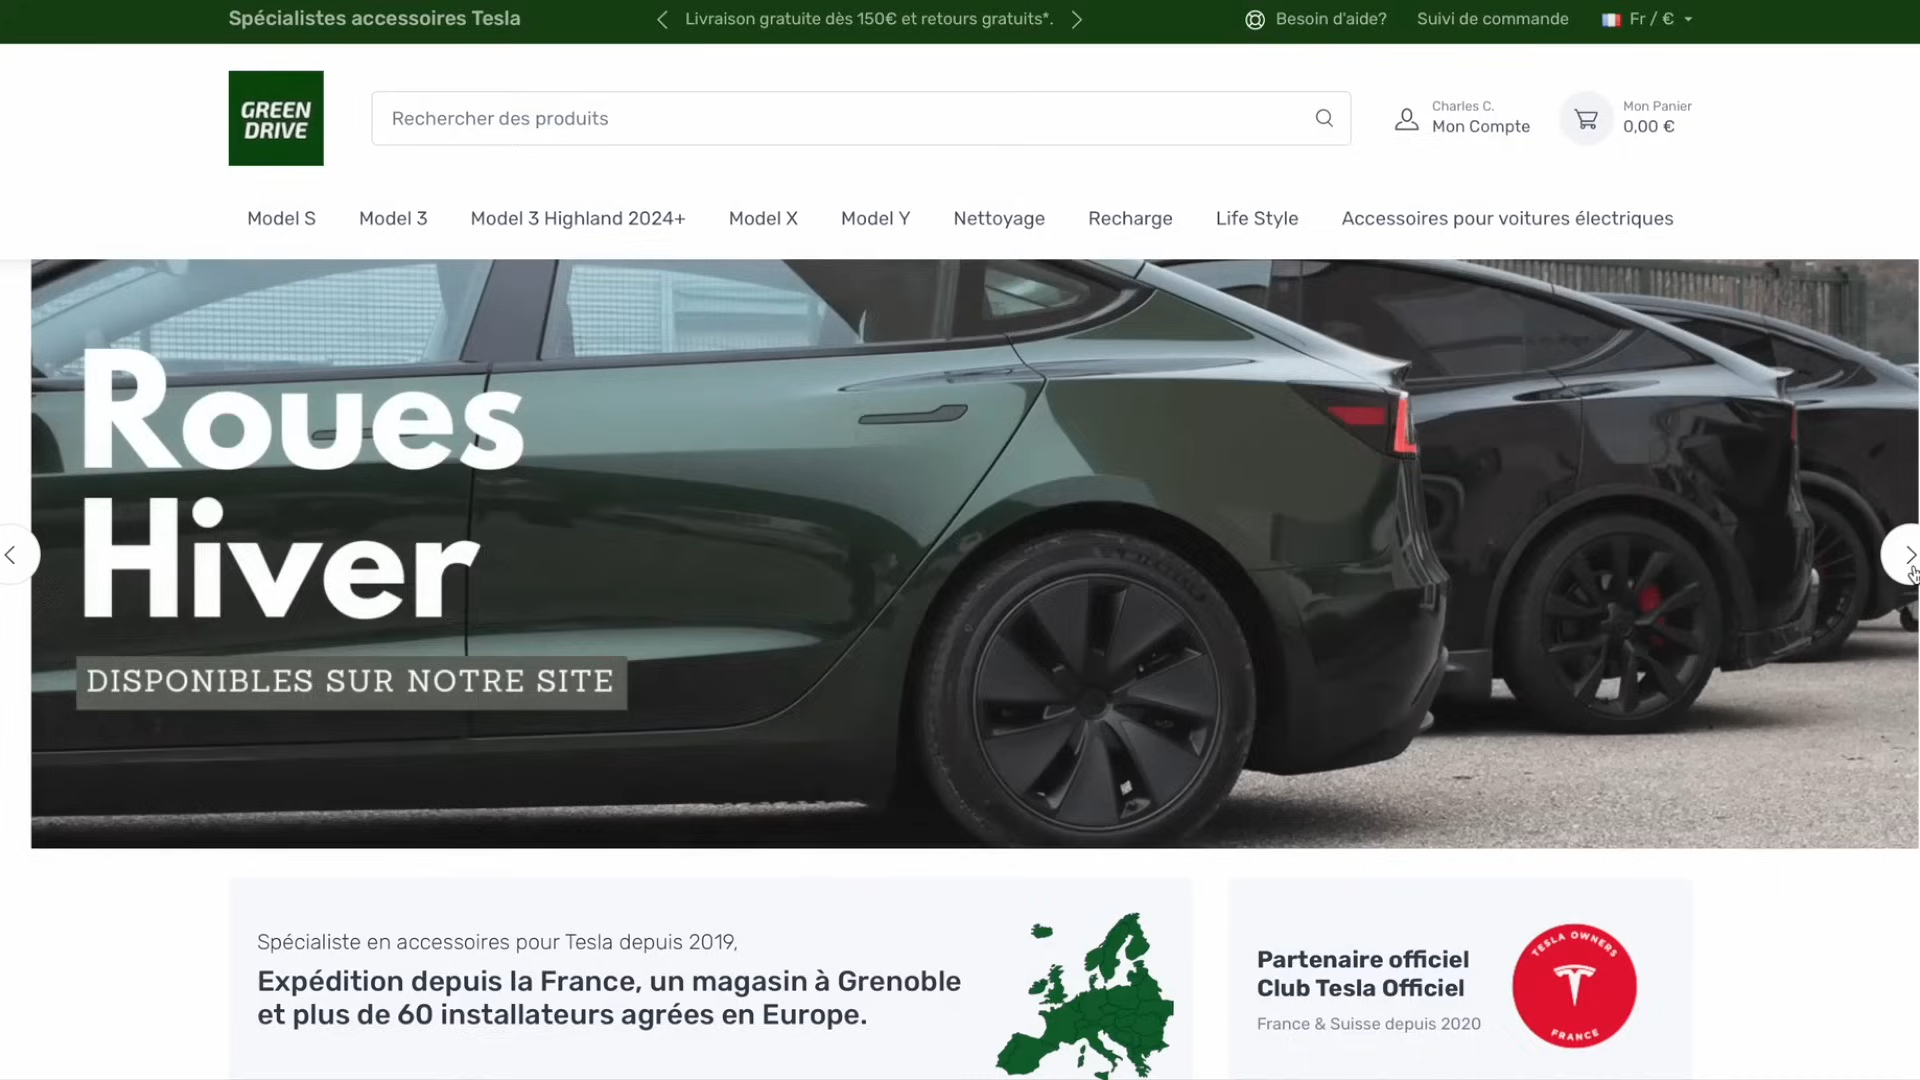 Spécialistes accessoires Tesla
Livraison gratuite dès 150€ et retours gratuits*.
Besoin d'aide?
Suivi de commande
Fr / €
GREEN
DRIVE
Rechercher des produits
Charles C.
Mon Compte
Mon Panier
0,00 €
Model S
Model 3
Model 3 Highland 2024+
Model X
Model Y
Nettoyage
Recharge
Life Style
Accessoires pour voitures électriques
Roues
Hiver
DISPONIBLES SUR NOTRE SITE
Spécialiste en accessoires pour Tesla depuis 2019,
Expédition depuis la France, un magasin à Grenoble
et plus de 60 installateurs agrées en Europe.
Partenaire officiel
Club Tesla Officiel
France & Suisse depuis 2020
TESLA OWNERS
FRANCE